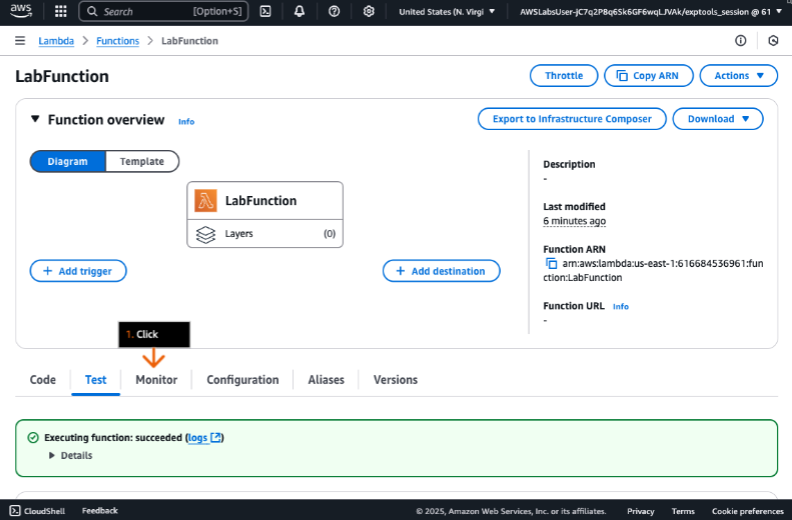 aws
Search [Option+S]
United States (N. Virgi
AWSLabsUser-jC7q2P8q6Sk6GF6wqLJVAk/exptools_session @ 61
Lambda > Functions > LabFunction
LabFunction
Throttle
Copy ARN
Actions
Function overview Info
Export to Infrastructure Composer
Download
Diagram
Template
LabFunction
Layers (0)
+ Add trigger
+ Add destination
Description
-
Last modified
6 minutes ago
Function ARN
arn:aws:lambda:us-east-1:616684536961:fun
ction:LabFunction
Function URL Info
-
1. Click
Code Test Monitor Configuration Aliases Versions
Executing function: succeeded (logs)
Details
CloudShell Feedback © 2025, Amazon Web Services, Inc. or its affiliates. Privacy Terms Cookie preferences